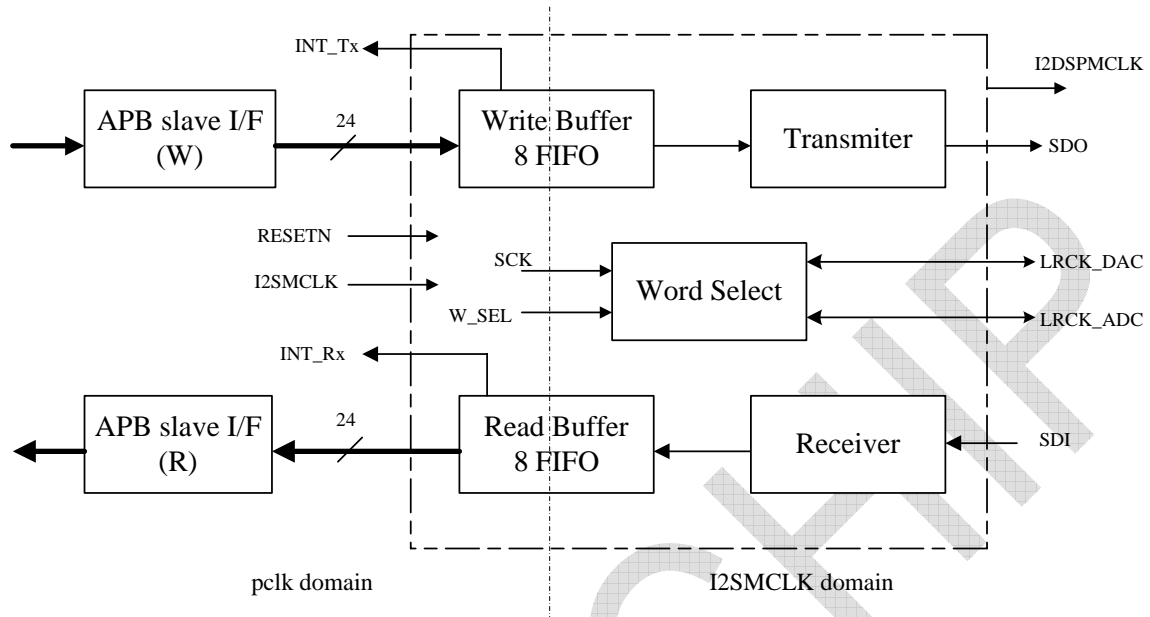 INT_Tx
I2DSPMCLK
APB slave I/F
(W)
24
Write Buffer
8 FIFO
Transmiter
SDO
RESETN
SCK
LRCK_DAC
I2SMCLK
Word Select
W_SEL
LRCK_ADC
INT_Rx
APB slave I/F
(R)
24
Read Buffer
8 FIFO
Receiver
SDI
pclk domain
I2SMCLK domain
CHIP